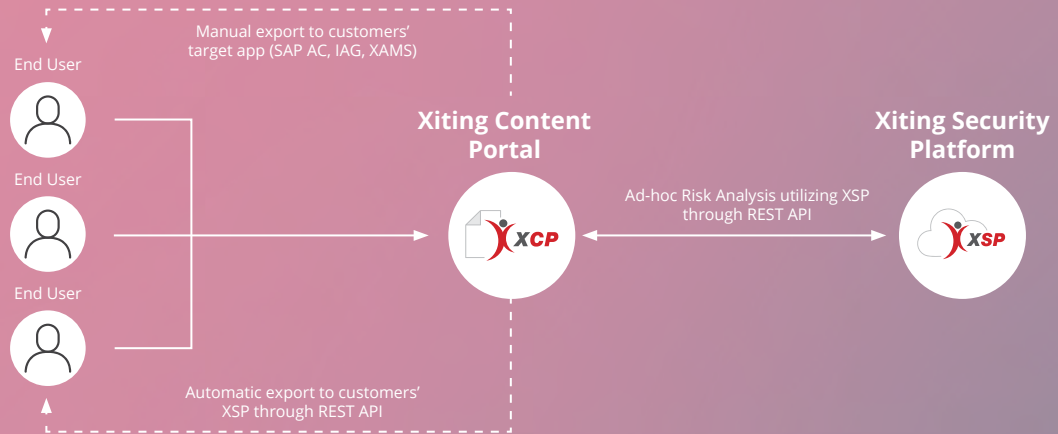 Manual export to customers’
target app (SAP AC, IAG, XAMS)
End User
End User
End User
Xiting Content
Portal
XCP
Ad-hoc Risk Analysis utilizing XSP
through REST API
Xiting Security
Platform
XSP
Automatic export to customers’
XSP through REST API